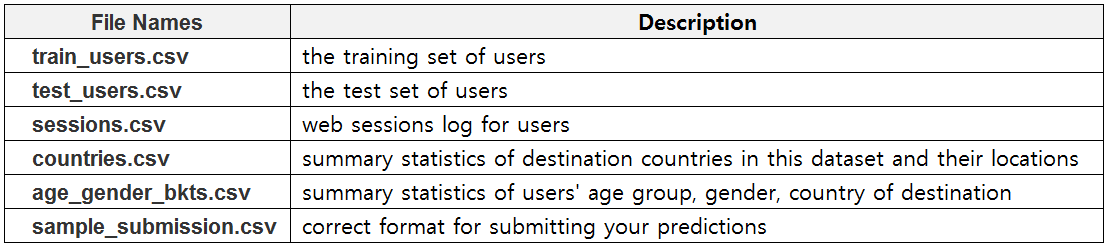 File Names Description
train_users.csv the training set of users
test_users.csv the test set of users
sessions.csv web sessions log for users
countries.csv summary statistics of destination countries in this dataset and their locations
age_gender_bkts.csv summary statistics of users' age group, gender, country of destination
sample_submission.csv correct format for submitting your predictions